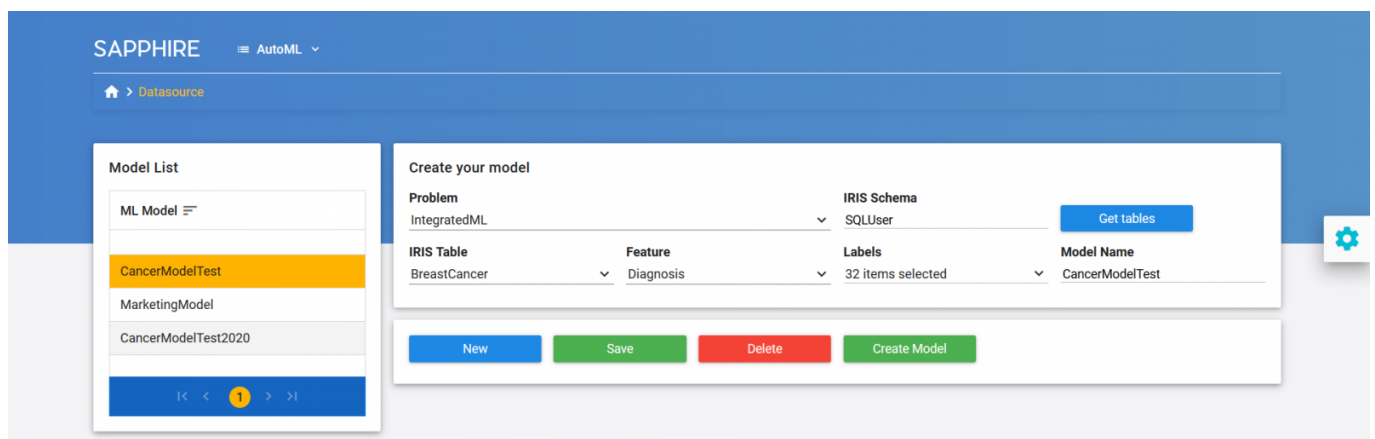 SAPPHIRE AutoML
Datasource
Model List
ML Model
CancerModelTest
MarketingModel
CancerModelTest2020
1
Create your model
Problem IRIS Schema
IntegratedML SQLUser Get tables
IRIS Table Feature Labels Model Name
BreastCancer Diagnosis 32 items selected CancerModelTest
New Save Delete Create Model